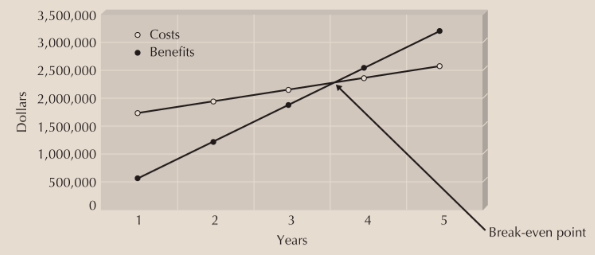 3,500,000
3,000,000
2,500,000
2,000,000
1,500,000
1,000,000
500,000
0
Dollars
Costs
Benefits
1 2 3 4 5
Years
Break-even point